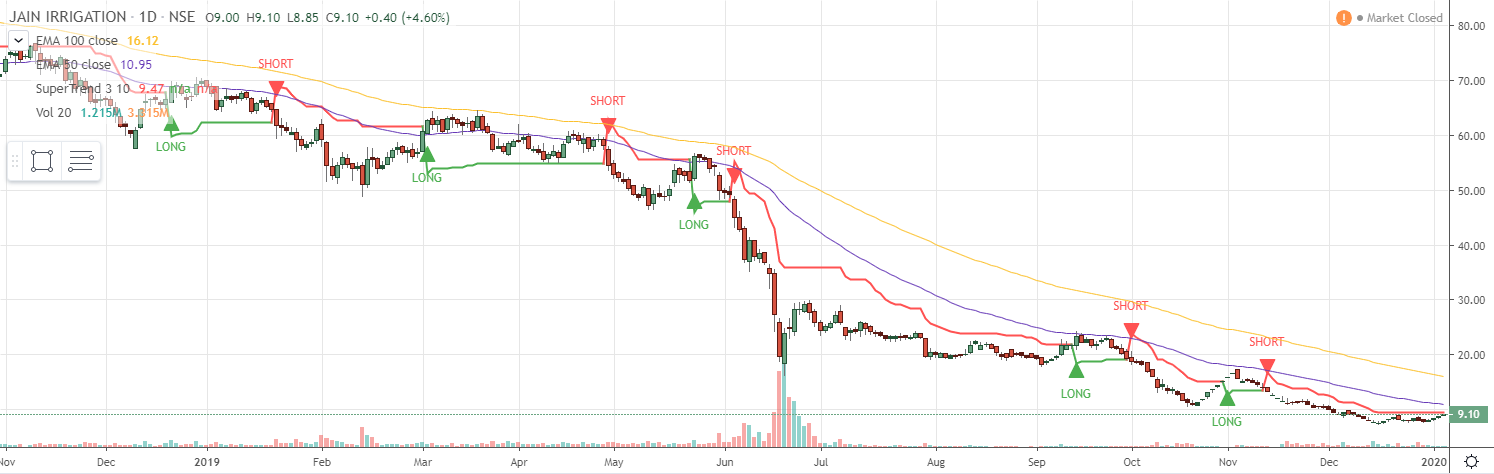 JAIN IRRIGATION · 1D · NSE O9.00 H9.10 L8.85 C9.10 +0.40 (+4.60%)
Market Closed
EMA 100 close 16.12
EMA 50 close 10.95
SuperTrend 3 10 9.47 n/a n/a
Vol 20 1.215M 3.315M
80.00
70.00
60.00
50.00
40.00
30.00
20.00
9.10
LONG
SHORT
LONG
SHORT
LONG
SHORT
LONG
SHORT
LONG
SHORT
Nov Dec 2019 Feb Mar Apr May Jun Jul Aug Sep Oct Nov Dec 2020